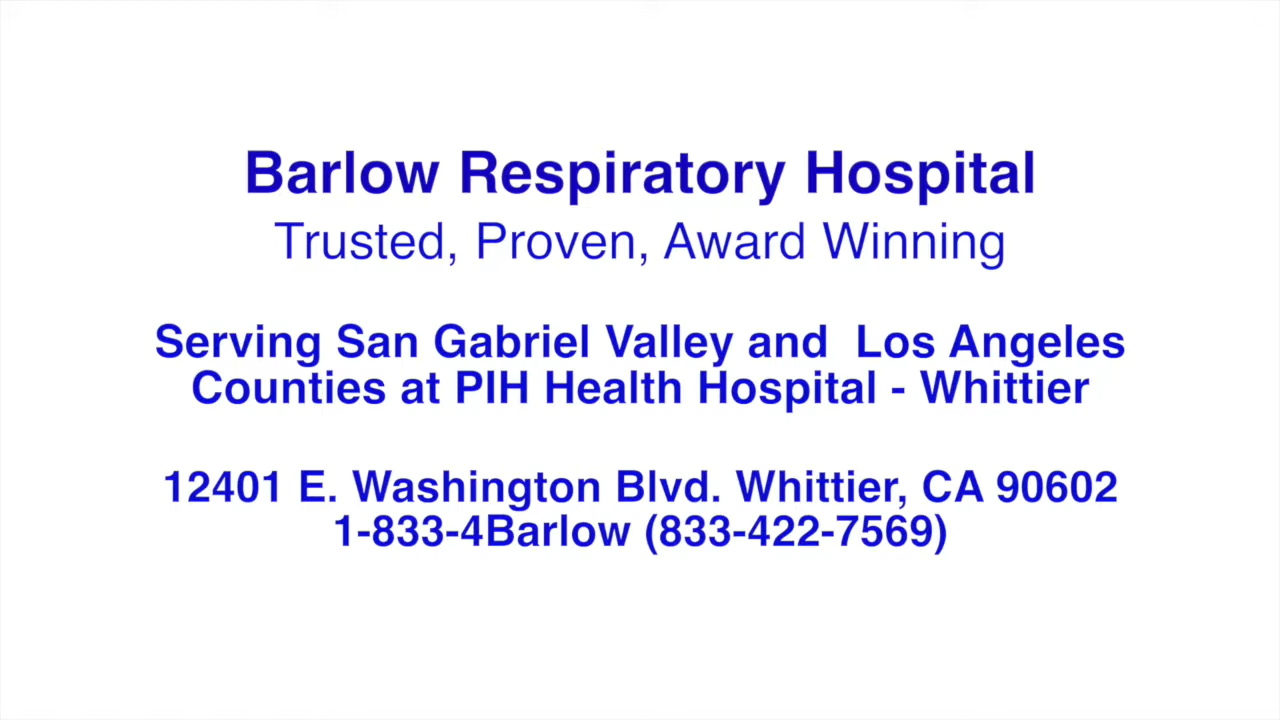 Barlow Respiratory Hospital
Trusted, Proven, Award Winning
Serving San Gabriel Valley and  Los Angeles
Counties at PIH Health Hospital - Whittier
12401 E. Washington Blvd. Whittier, CA 90602
1-833-4Barlow (833-422-7569)